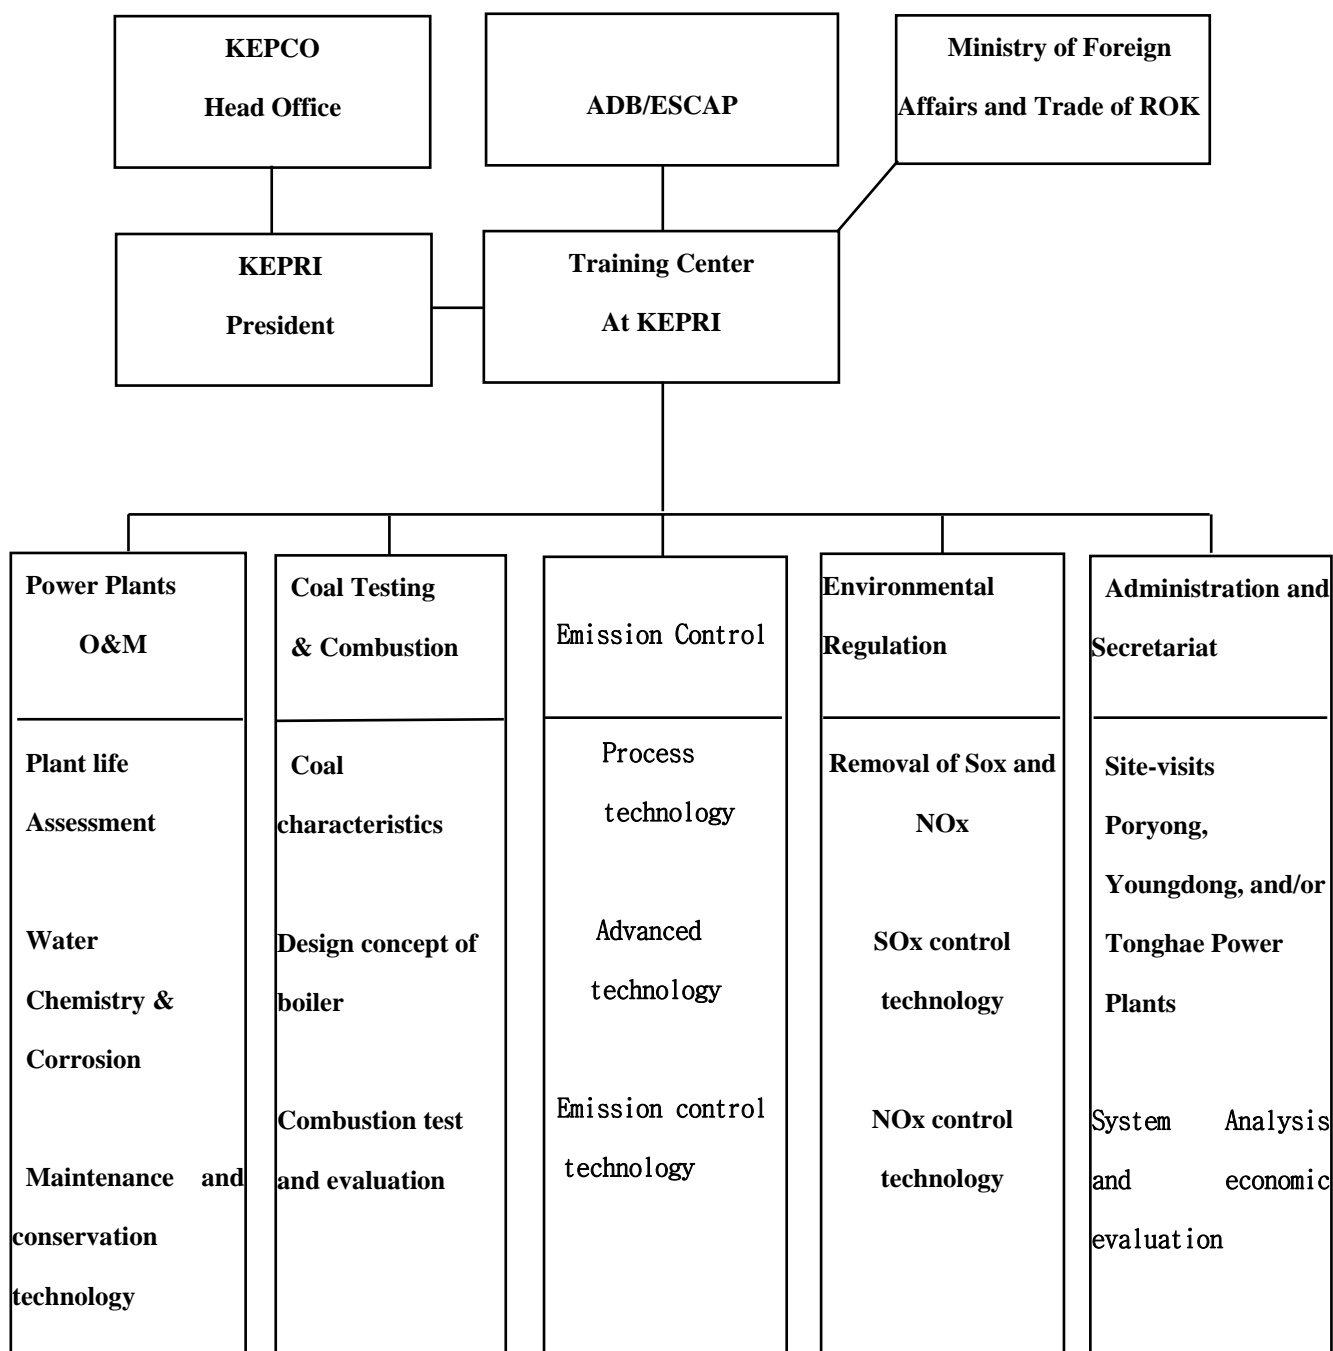 KEPCO
Head Office
ADB/ESCAP
Ministry of Foreign
Affairs and Trade of ROK
KEPRI
President
Training Center
At KEPRI
Power Plants
O&M
Plant life
Assessment
Water
Chemistry &
Corrosion
Maintenance and
conservation
technology
Coal Testing
& Combustion
Coal
characteristics
Design concept of
boiler
Combustion test
and evaluation
Emission Control
Process
technology
Advanced
technology
Emission control
technology
Environmental
Regulation
Removal of Sox and
NOx
SOx control
technology
NOx control
technology
Administration and
Secretariat
Site-visits
Poryong,
Youngdong, and/or
Tonghae Power
Plants
System Analysis
and economic
evaluation